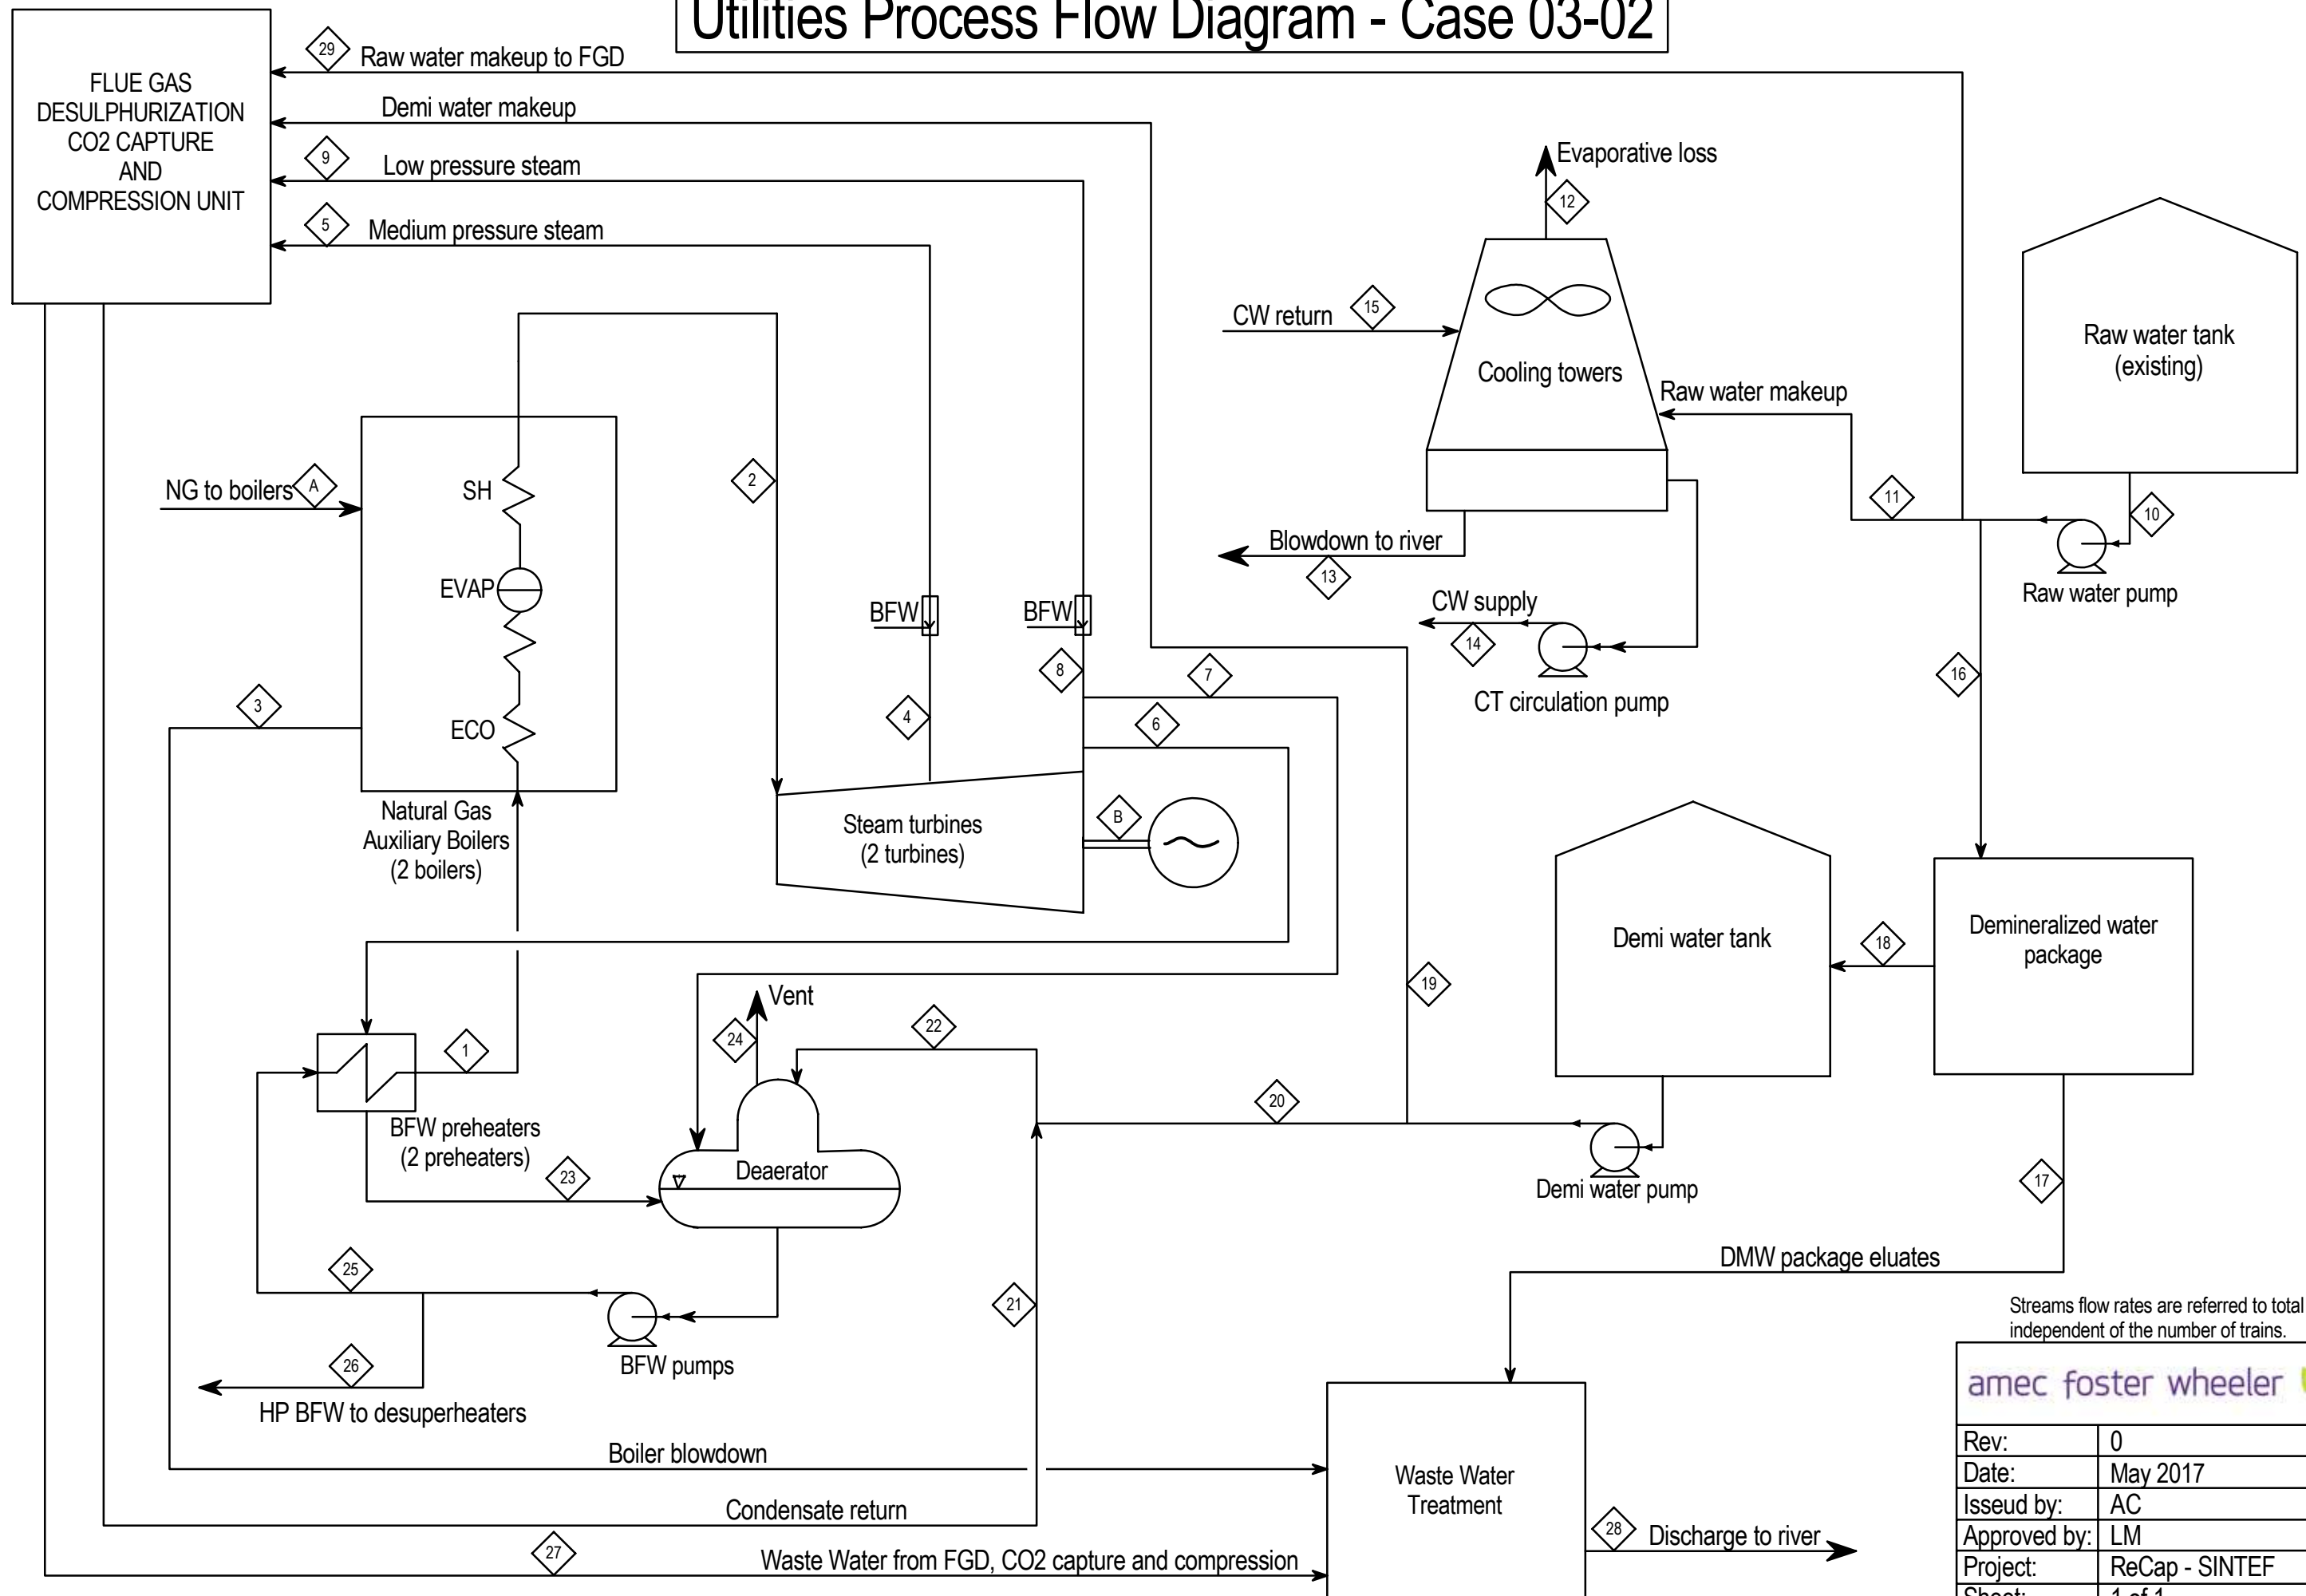 Utilities Process Flow Diagram - Case 03-02
FLUE GAS
DESULPHURIZATION
CO2 CAPTURE
AND
COMPRESSION UNIT
29
Raw water makeup to FGD
Demi water makeup
9
Low pressure steam
5
Medium pressure steam
Evaporative loss
12
CW return
15
Cooling towers
Raw water makeup
Raw water tank
(existing)
NG to boilers
A
SH
EVAP
ECO
2
3
Natural Gas
Auxiliary Boilers
(2 boilers)
11
10
Raw water pump
Blowdown to river
13
CW supply
14
CT circulation pump
BFW
BFW
8
7
4
6
16
Steam turbines
(2 turbines)
B
Demi water tank
18
Demineralized water
package
19
Vent
24
22
1
BFW preheaters
(2 preheaters)
23
Deaerator
20
Demi water pump
17
25
26
BFW pumps
HP BFW to desuperheaters
21
DMW package eluates
Boiler blowdown
Condensate return
27
Waste Water from FGD, CO2 capture and compression
Waste Water
Treatment
28
Discharge to river
Streams flow rates are referred to total
independent of the number of trains.
amec foster wheeler
Rev: 0
Date: May 2017
Isseud by: AC
Approved by: LM
Project: ReCap - SINTEF
Sheet: 1 of 1